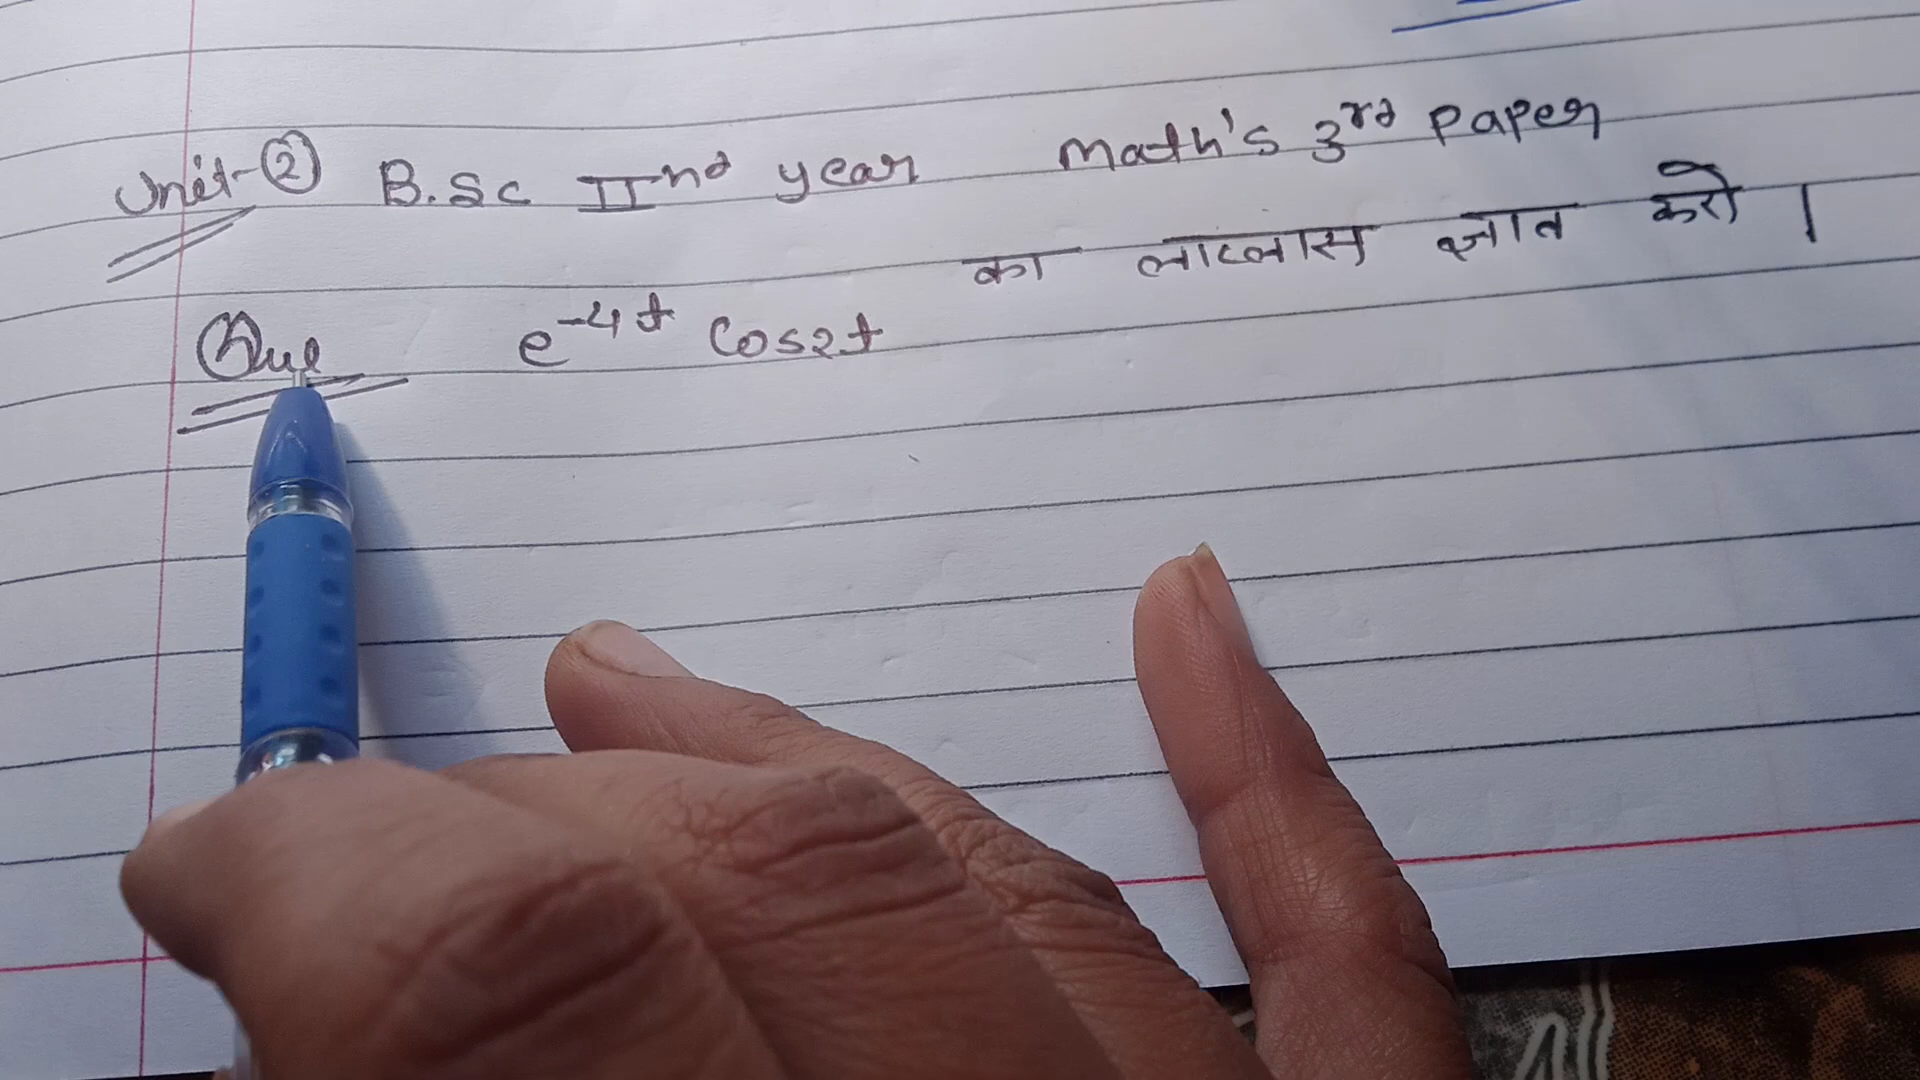 Unit-② B.Sc IInd year Math's 3rd Paper
Que e^-4t Cos2t का लाप्लास ज्ञात करो ।